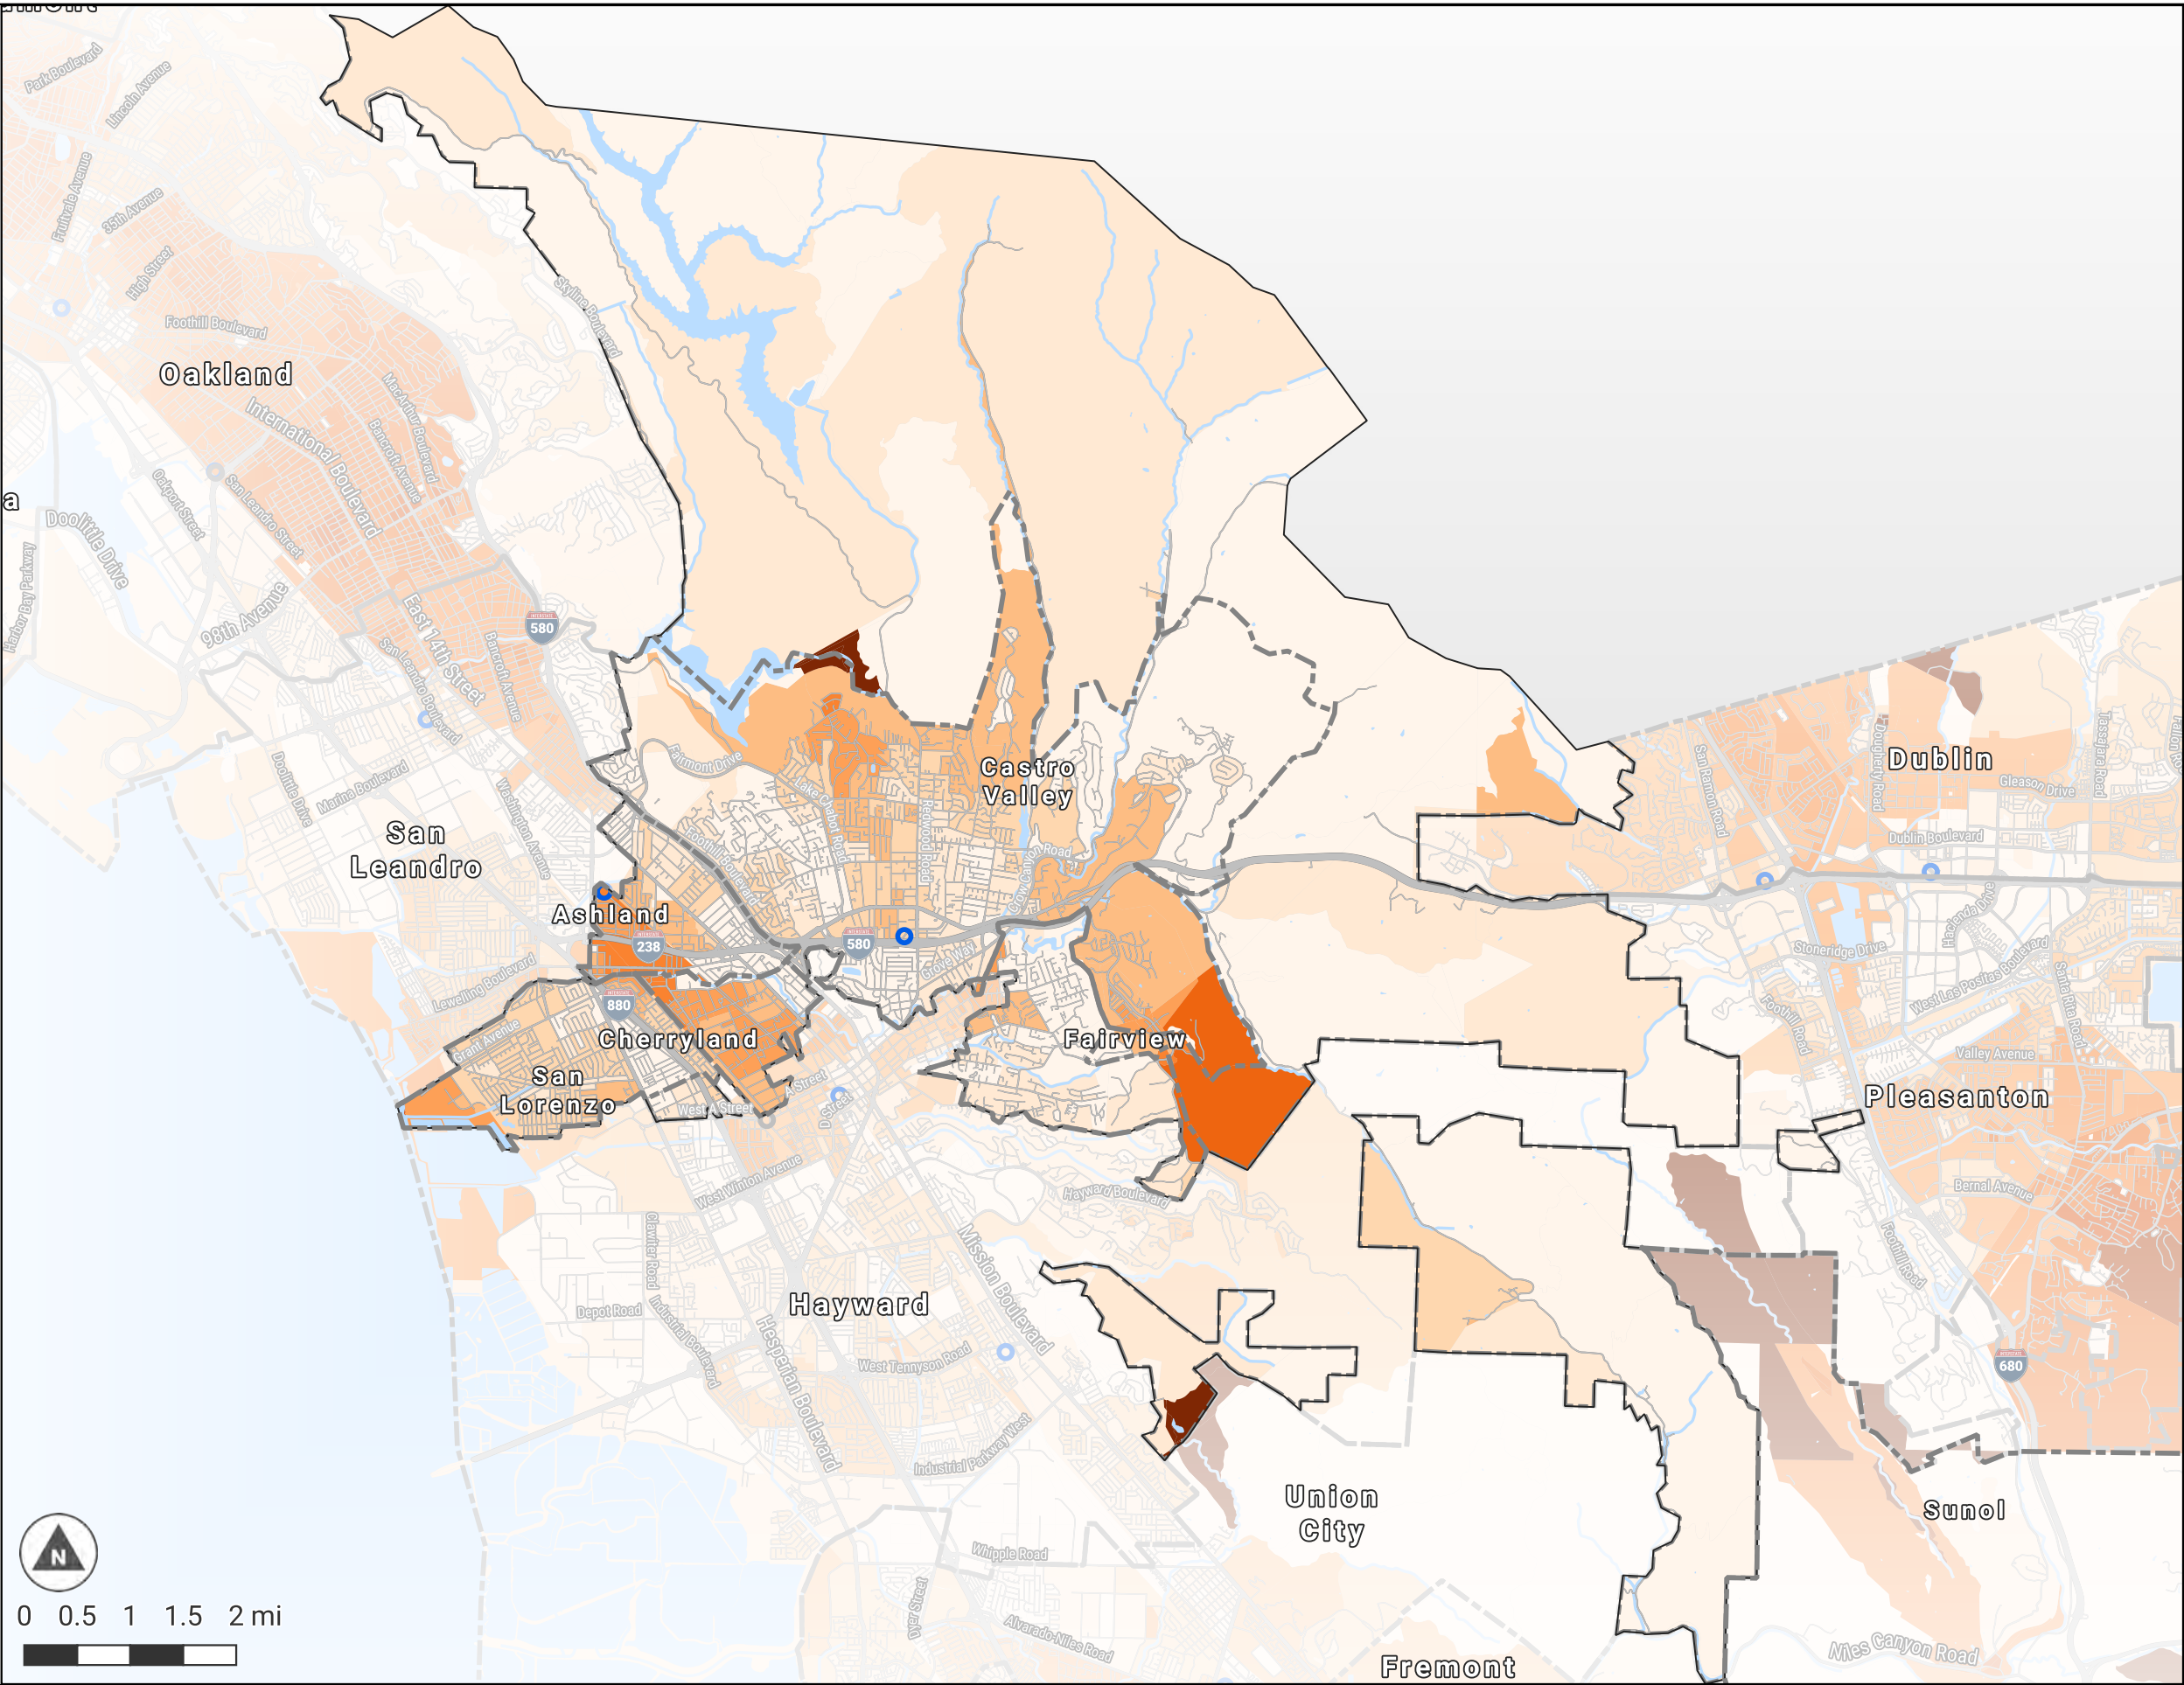 Park Boulevard
Lincoln Avenue
Fruitvale Avenue
35th Avenue
High Street
Foothill Boulevard
Skyline Boulevard
Oakland
MacArthur Boulevard
Bancroft Avenue
International Boulevard
a
Doolittle Drive
Oakport Street
San Leandro Street
Harbor Bay Parkway
98th Avenue
East 14th Street
580
San Leandro Boulevard
Bancroft Avenue
Doolittle Drive
Marina Boulevard
Washington Avenue
San
Leandro
Fairmont Drive
Lake Chabot Road
Redwood Road
Castro
Valley
Foothill Boulevard
Crow Canyon Road
Ashland
238
580
Grove Way
Lewelling Boulevard
880
Grant Avenue
Cherryland
Fairview
San
Lorenzo
West A Street
A Street
D Street
San Ramon Road
Dougherty Road
Dublin
Tassajara Road
Gleason Drive
Dublin Boulevard
Hacienda Drive
Stoneridge Drive
West Las Positas Boulevard
Santa Rita Road
Foothill Road
Valley Avenue
Pleasanton
Bernal Avenue
Foothill Road
West Winton Avenue
Hayward Boulevard
Clawiter Road
Mission Boulevard
Hayward
Depot Road
Industrial Boulevard
Hesperian Boulevard
West Tennyson Road
680
Industrial Parkway West
Union
City
Sunol
Whipple Road
Dyer Street
Alvarado-Niles Road
Niles Canyon Road
Fremont
N
0 0.5 1 1.5 2 mi